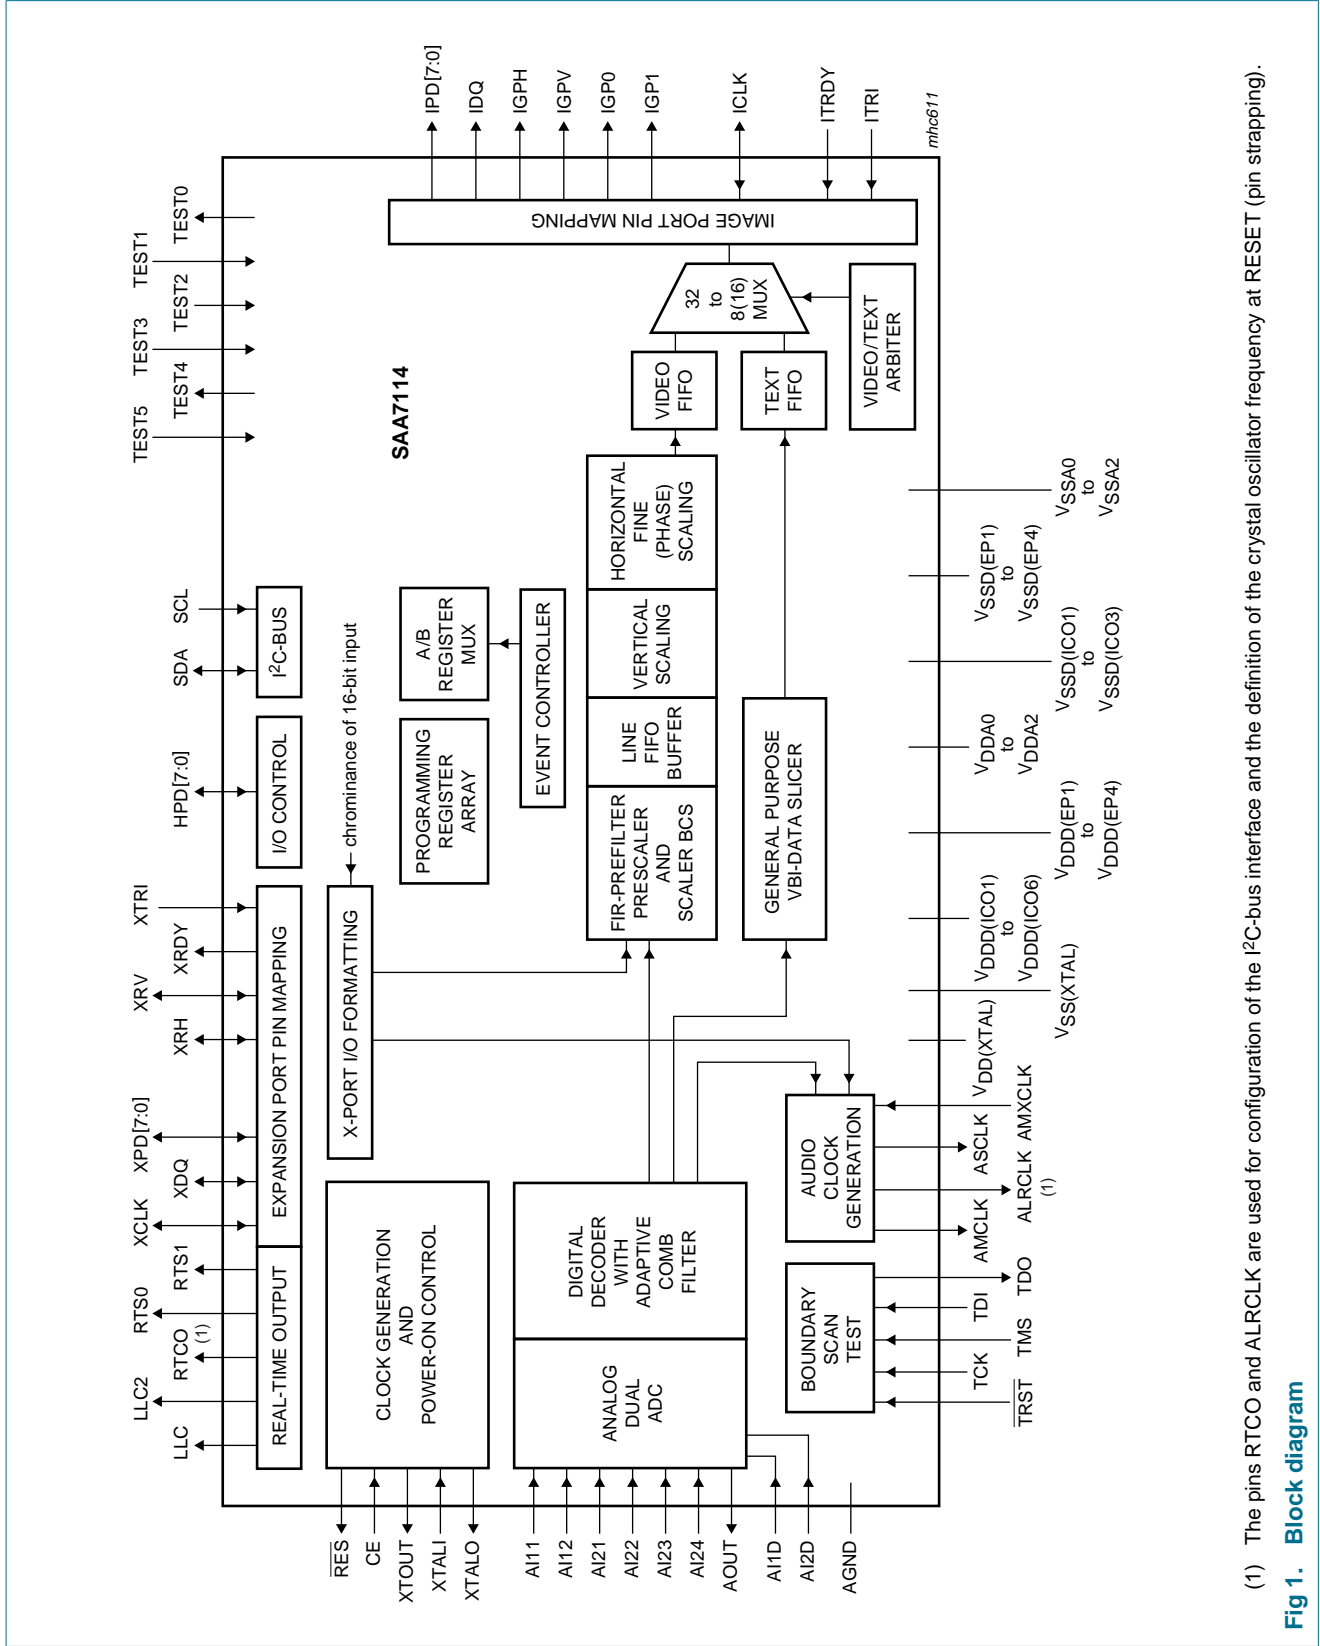 LLC
LLC2
RTCO
(1)
RTS0
RTS1
XCLK
XDQ
XPD[7:0]
XRH
XRV
XRDY
XTRI
HPD[7:0]
SDA
SCL
TEST5
TEST4
TEST3
TEST2
TEST1
TEST0
REAL-TIME OUTPUT
EXPANSION PORT PIN MAPPING
I/O CONTROL
I2C-BUS
X-PORT I/O FORMATTING
chrominance of 16-bit input
RES
CE
XTOUT
XTALI
XTALO
CLOCK GENERATION
AND
POWER-ON CONTROL
PROGRAMMING
REGISTER
ARRAY
A/B
REGISTER
MUX
EVENT CONTROLLER
SAA7114
AI11
AI12
AI21
AI22
AI23
AI24
AOUT
AI1D
AI2D
AGND
ANALOG
DUAL
ADC
DIGITAL
DECODER
WITH
ADAPTIVE
COMB
FILTER
FIR-PREFILTER
PRESCALER
AND
SCALER BCS
LINE
FIFO
BUFFER
VERTICAL
SCALING
HORIZONTAL
FINE
(PHASE)
SCALING
VIDEO
FIFO
TEXT
FIFO
32
to
8(16)
MUX
VIDEO/TEXT
ARBITER
IMAGE PORT PIN MAPPING
IPD[7:0]
IDQ
IGPH
IGPV
IGP0
IGP1
ICLK
ITRDY
ITRI
GENERAL PURPOSE
VBI-DATA SLICER
BOUNDARY
SCAN
TEST
AUDIO
CLOCK
GENERATION
TRST
TCK
TMS
TDI
TDO
AMCLK
ALRCLK
(1)
ASCLK
AMXCLK
VDD(XTAL)
VSS(XTAL)
VDDD(ICO1)
to
VDDD(ICO6)
VDDD(EP1)
to
VDDD(EP4)
VDDA0
to
VDDA2
VSSD(ICO1)
to
VSSD(ICO3)
VSSD(EP1)
to
VSSD(EP4)
VSSA0
to
VSSA2
mhc611
(1) The pins RTCO and ALRCLK are used for configuration of the I2C-bus interface and the definition of the crystal oscillator frequency at RESET (pin strapping).
Fig 1. Block diagram